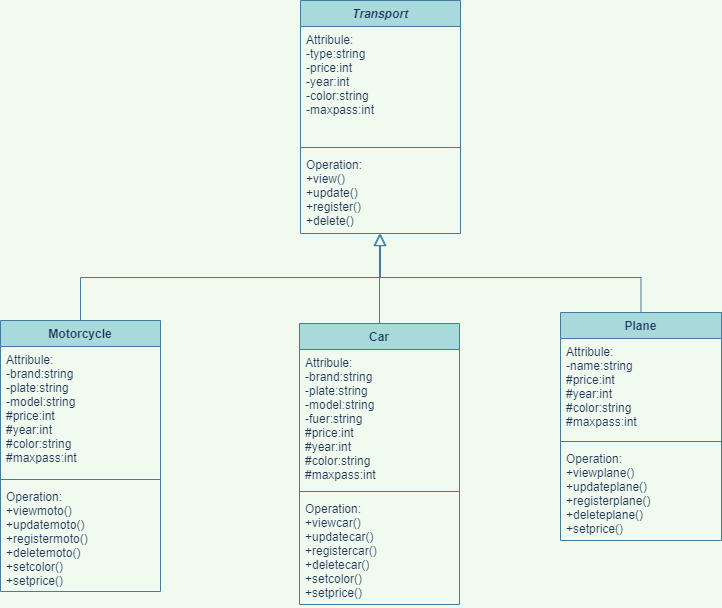 Transport
Attribule:
-type:string
-price:int
-year:int
-color:string
-maxpass:int
Operation:
+view()
+update()
+register()
+delete()
Motorcycle
Attribule:
-brand:string
-plate:string
-model:string
#price:int
#year:int
#color:string
#maxpass:int
Operation:
+viewmoto()
+updatemoto()
+registermoto()
+deletemoto()
+setcolor()
+setprice()
Car
Attribule:
-brand:string
-plate:string
-model:string
-fuer:string
#price:int
#year:int
#color:string
#maxpass:int
Operation:
+viewcar()
+updatecar()
+registercar()
+deletecar()
+setcolor()
+setprice()
Plane
Attribule:
-name:string
#price:int
#year:int
#color:string
#maxpass:int
Operation:
+viewplane()
+updateplane()
+registerplane()
+deleteplane()
+setprice()